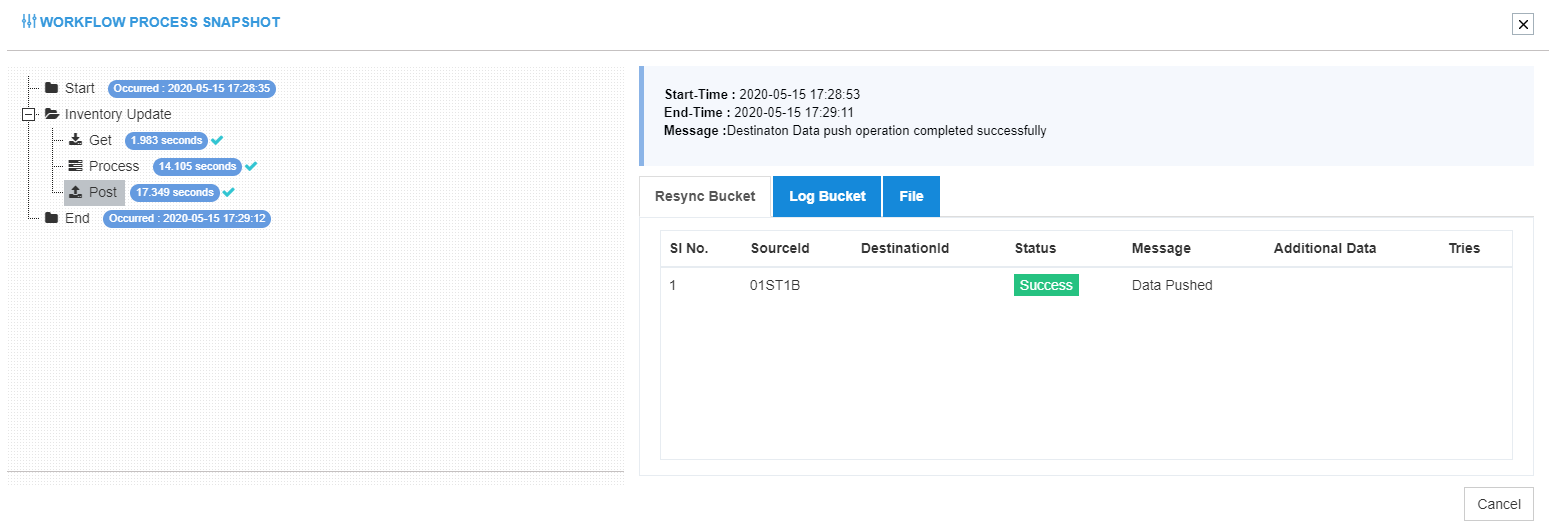 WORKFLOW PROCESS SNAPSHOT
Start Occurred : 2020-05-15 17:28:35
Inventory Update
Get 1.983 seconds
Process 14.105 seconds
Post 17.349 seconds
End Occurred : 2020-05-15 17:29:12
Start-Time : 2020-05-15 17:28:53
End-Time : 2020-05-15 17:29:11
Message :Destinaton Data push operation completed successfully
Resync Bucket Log Bucket File
Sl No. SourceId DestinationId Status Message Additional Data Tries
1 01ST1B Success Data Pushed
Cancel